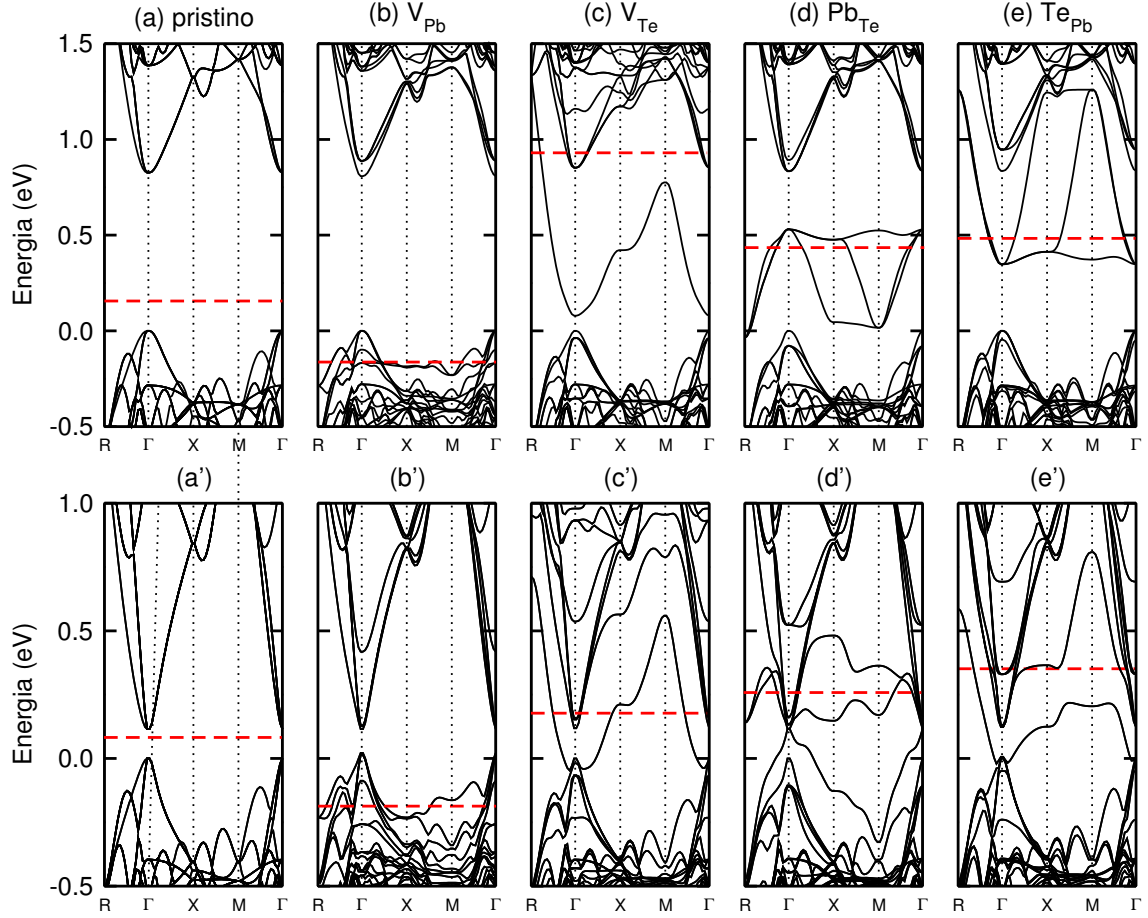 (a) pristino (b) V_Pb (c) V_Te (d) Pb_Te (e) Te_Pb
Energia (eV)
1.5
1.0
0.5
0.0
-0.5
R Γ X M Γ R Γ X M Γ R Γ X M Γ R Γ X M Γ R Γ X M Γ
(a') (b') (c') (d') (e')
Energia (eV)
1.0
0.5
0.0
-0.5
R Γ X M Γ R Γ X M Γ R Γ X M Γ R Γ X M Γ R Γ X M Γ